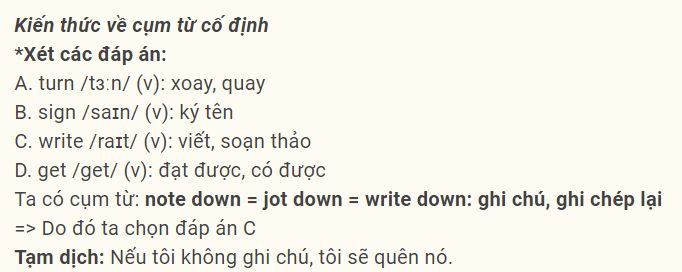 Kiến thức về cụm từ cố định
*Xét các đáp án:
A. turn /tɜːn/ (v): xoay, quay
B. sign /saɪn/ (v): ký tên
C. write /raɪt/ (v): viết, soạn thảo
D. get /get/ (v): đạt được, có được
Ta có cụm từ: note down = jot down = write down: ghi chú, ghi chép lại
=> Do đó ta chọn đáp án C
Tạm dịch: Nếu tôi không ghi chú, tôi sẽ quên nó.